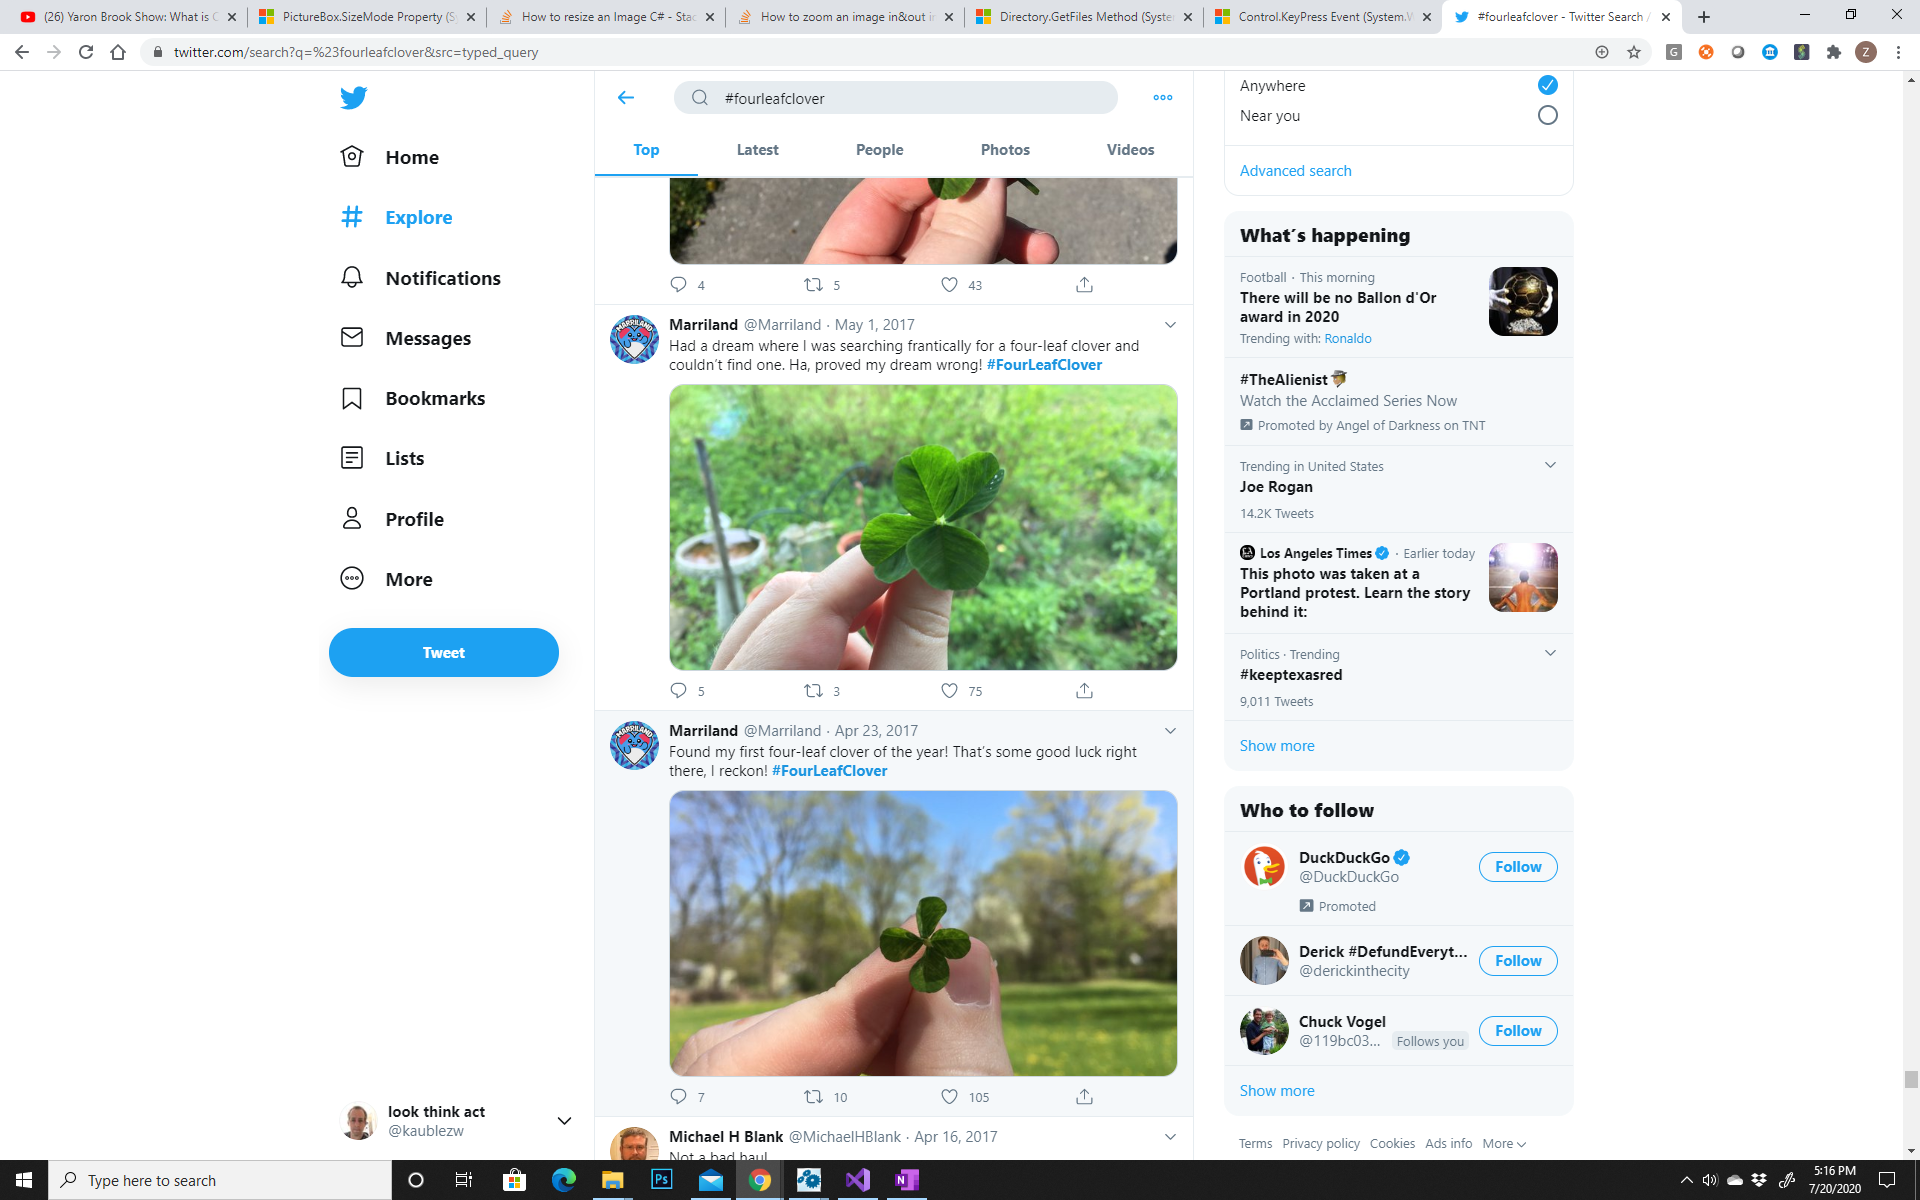 (26) Yaron Brook Show: What is C
PictureBox.SizeMode Property (S
How to resize an Image C# - Stac
How to zoom an image in&out i
Directory.GetFiles Method (Syste
Control.KeyPress Event (System.W
#fourleafclover - Twitter Search /
twitter.com/search?q=%23fourleafclover&src=typed_query
G
Z
Home
Explore
Notifications
Messages
Bookmarks
Lists
Profile
More
Tweet
look think act
@kaublezw
#fourleafclover
Top
Latest
People
Photos
Videos
4
5
43
Marriland @Marriland · May 1, 2017
Had a dream where I was searching frantically for a four-leaf clover and
couldn't find one. Ha, proved my dream wrong! #FourLeafClover
MARRILAND
5
3
75
Marriland @Marriland · Apr 23, 2017
Found my first four-leaf clover of the year! That's some good luck right
there, I reckon! #FourLeafClover
MARRILAND
7
10
105
Michael H Blank @MichaelHBlank · Apr 16, 2017
Not a bad haul
Anywhere
Near you
Advanced search
What's happening
Football · This morning
There will be no Ballon d'Or
award in 2020
Trending with: Ronaldo
#TheAlienist
Watch the Acclaimed Series Now
Promoted by Angel of Darkness on TNT
Trending in United States
Joe Rogan
14.2K Tweets
Los Angeles Times · Earlier today
This photo was taken at a
Portland protest. Learn the story
behind it:
Politics · Trending
#keeptexasred
9,011 Tweets
Show more
Who to follow
DuckDuckGo
@DuckDuckGo
Follow
Promoted
Derick #DefundEveryt...
@derickinthecity
Follow
Chuck Vogel
@119bc03... Follows you
Follow
Show more
Terms Privacy policy Cookies Ads info More
Type here to search
Ps
N
5:16 PM
7/20/2020